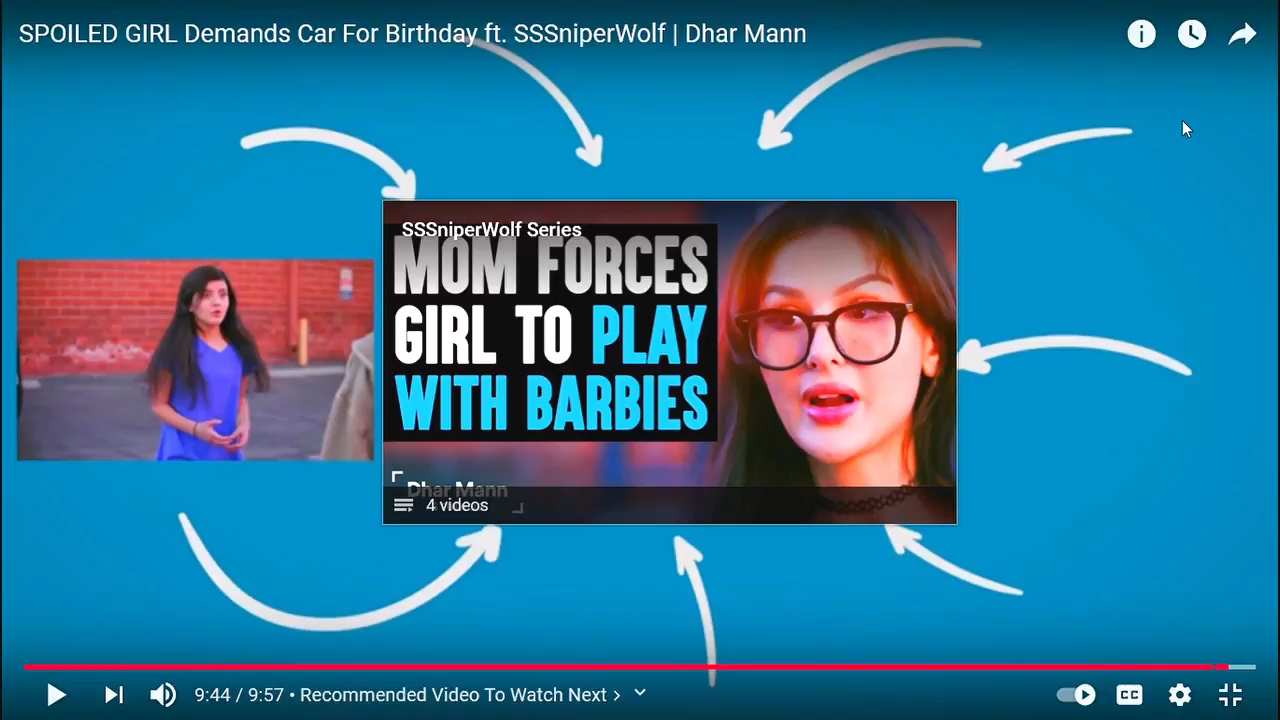 SPOILED GIRL Demands Car For Birthday ft. SSSniperWolf | Dhar Mann
SSSniperWolf Series
MOM FORCES
GIRL TO PLAY
WITH BARBIES
Dhar Mann
4 videos
9:44 / 9:57 • Recommended Video To Watch Next >
CC